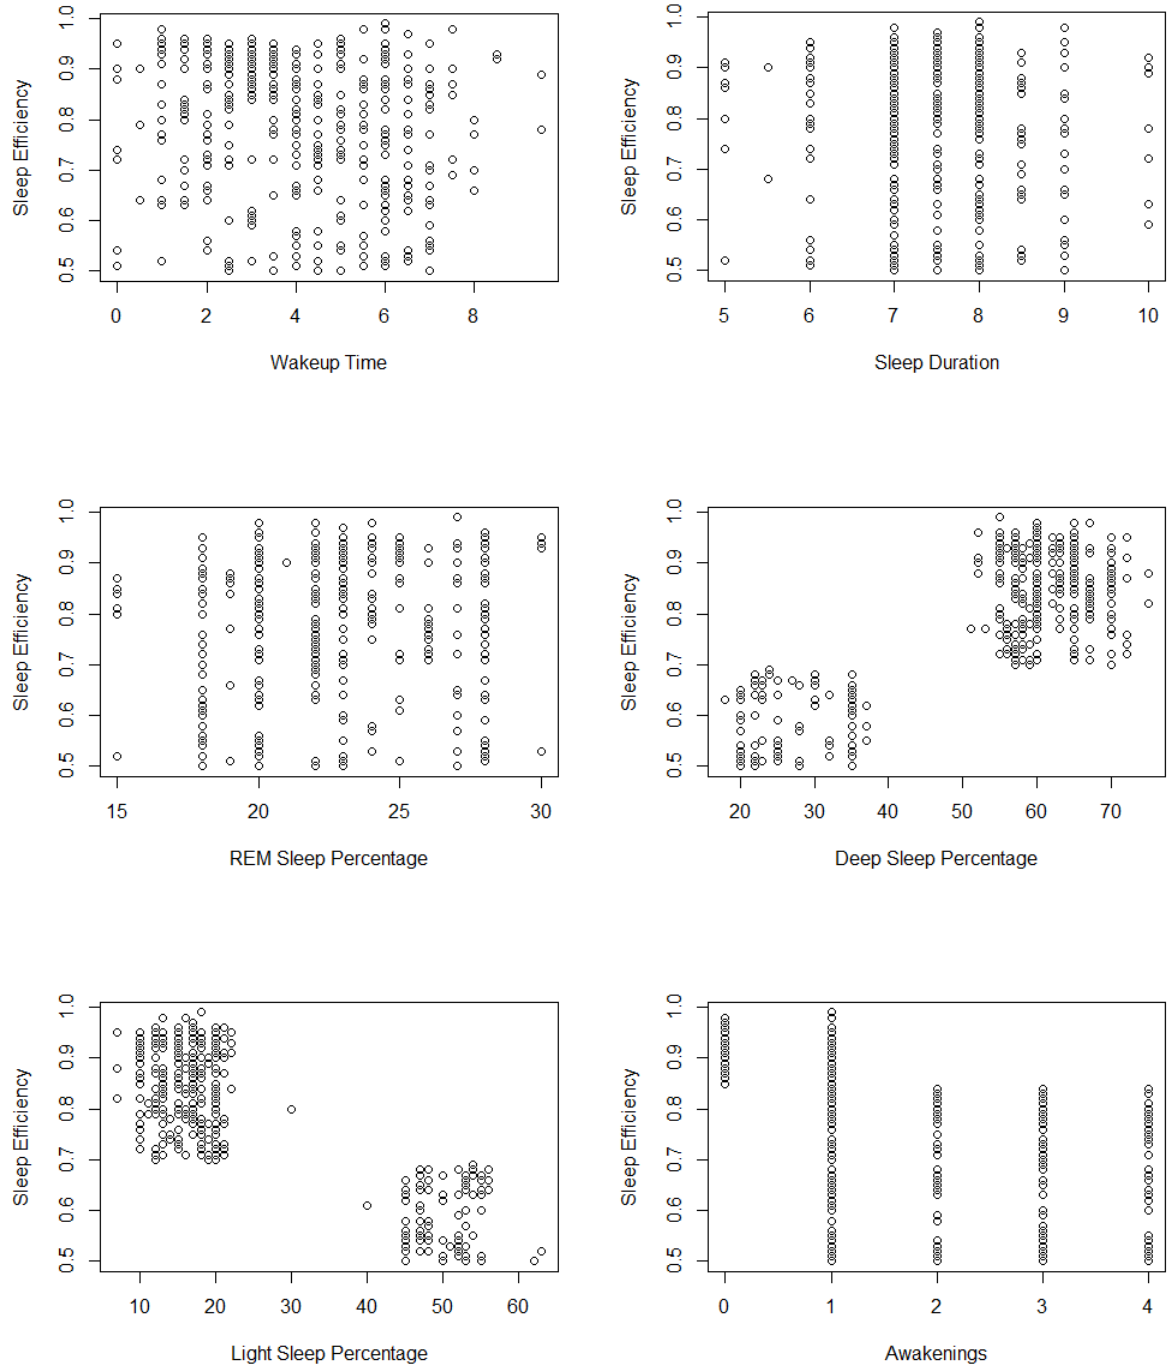 1.0
0.9
0.8
0.7
0.6
0.5
Sleep Efficiency
0 2 4 6 8
Wakeup Time
1.0
0.9
0.8
0.7
0.6
0.5
Sleep Efficiency
5 6 7 8 9 10
Sleep Duration
1.0
0.9
0.8
0.7
0.6
0.5
Sleep Efficiency
15 20 25 30
REM Sleep Percentage
1.0
0.9
0.8
0.7
0.6
0.5
Sleep Efficiency
20 30 40 50 60 70
Deep Sleep Percentage
1.0
0.9
0.8
0.7
0.6
0.5
Sleep Efficiency
10 20 30 40 50 60
Light Sleep Percentage
1.0
0.9
0.8
0.7
0.6
0.5
Sleep Efficiency
0 1 2 3 4
Awakenings